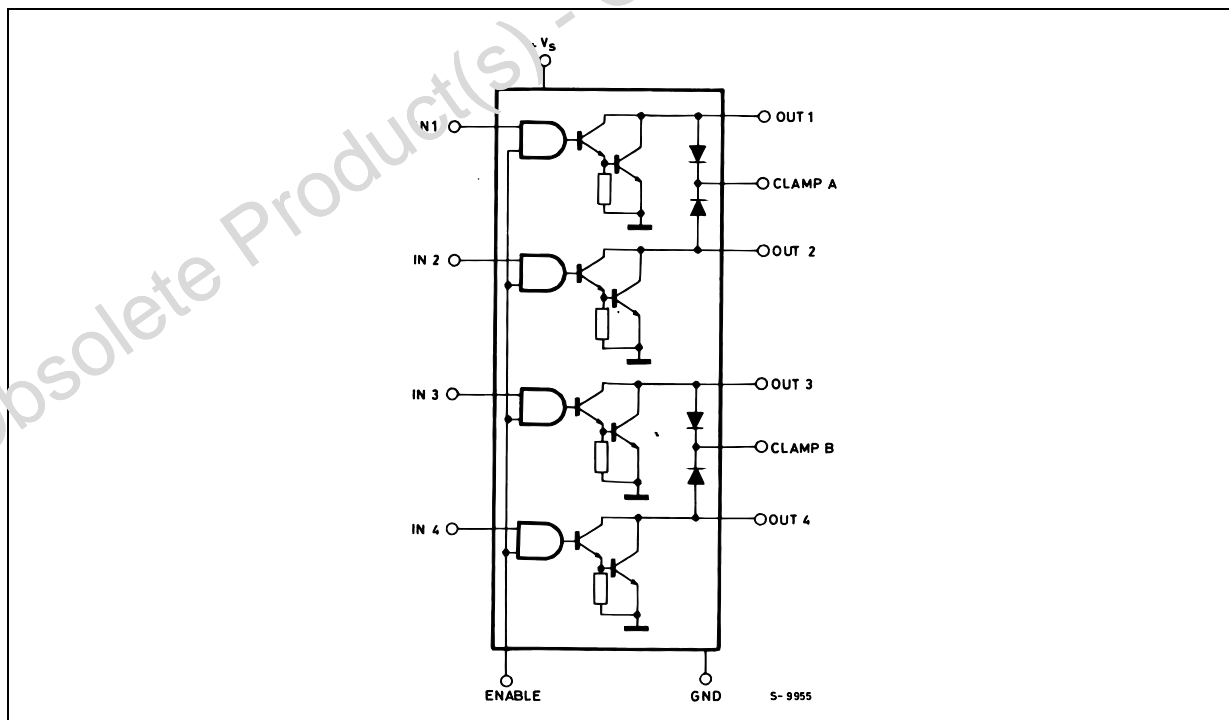 Vs
IN1
OUT 1
CLAMP A
IN 2
OUT 2
IN 3
OUT 3
CLAMP B
IN 4
OUT 4
ENABLE
GND
S-9955
Obsolete Product(s) -